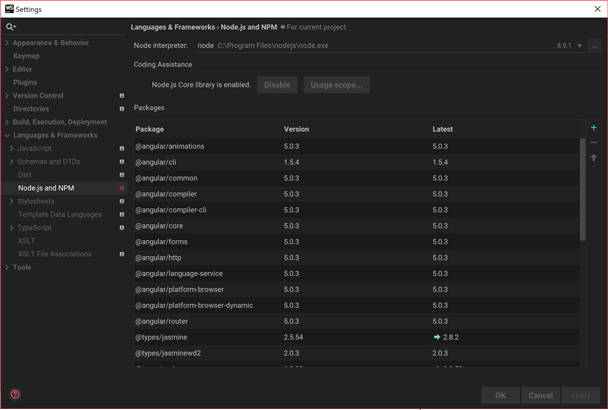 WS Settings
Languages & Frameworks › Node.js and NPM For current project
Appearance & Behavior
Keymap
Editor
Plugins
Version Control
Directories
Build, Execution, Deployment
Languages & Frameworks
JavaScript
Schemas and DTDs
Dart
Node.js and NPM
Stylesheets
Template Data Languages
TypeScript
XSLT
XSLT File Associations
Tools
Node interpreter: node C:\Program Files\nodejs\node.exe 8.9.1 ...
Coding Assistance
Node.js Core library is enabled. Disable Usage scope...
Packages
Package Version Latest
@angular/animations 5.0.3 5.0.3
@angular/cli 1.5.4 1.5.4
@angular/common 5.0.3 5.0.3
@angular/compiler 5.0.3 5.0.3
@angular/compiler-cli 5.0.3 5.0.3
@angular/core 5.0.3 5.0.3
@angular/forms 5.0.3 5.0.3
@angular/http 5.0.3 5.0.3
@angular/language-service 5.0.3 5.0.3
@angular/platform-browser 5.0.3 5.0.3
@angular/platform-browser-dynamic 5.0.3 5.0.3
@angular/router 5.0.3 5.0.3
@types/jasmine 2.5.54 2.8.2
@types/jasminewd2 2.0.3 2.0.3
? OK Cancel Apply